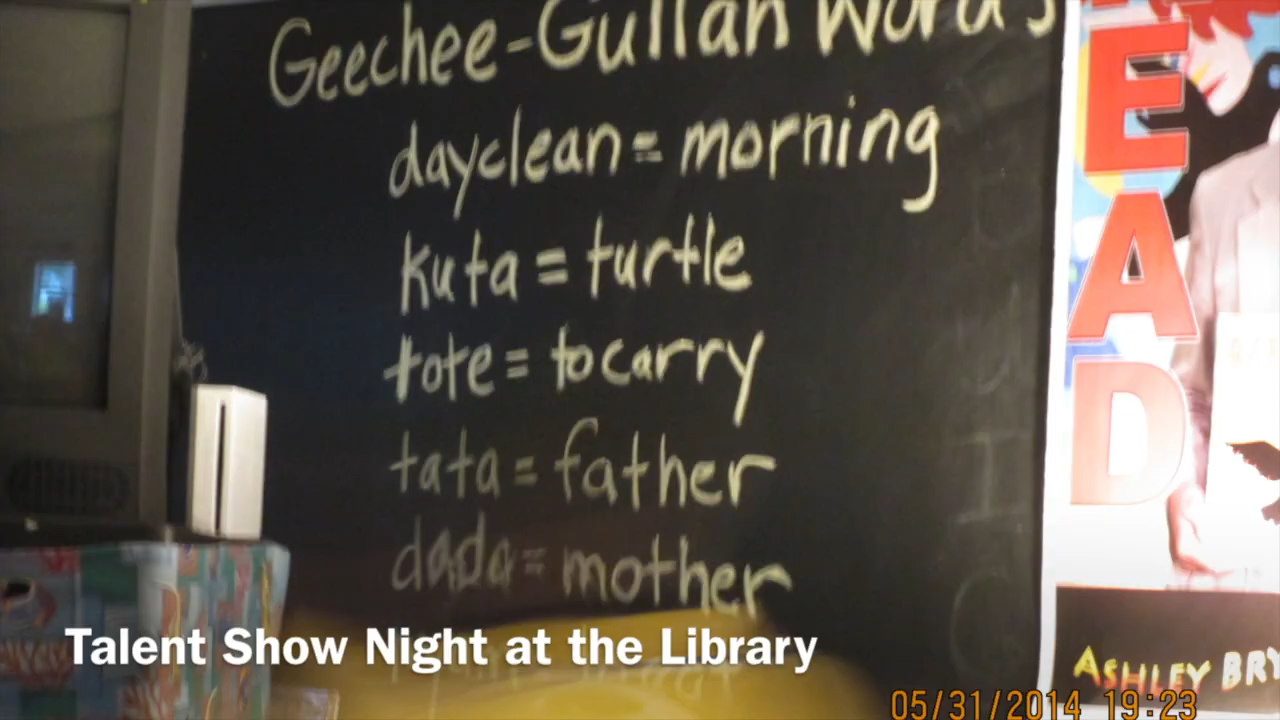 Geechee-Gullah Words
dayclean = morning
kuta = turtle
tote = to carry
tata = father
dada = mother
EAD
ASHLEY BRY
Talent Show Night at the Library
05/31/2014 19:23